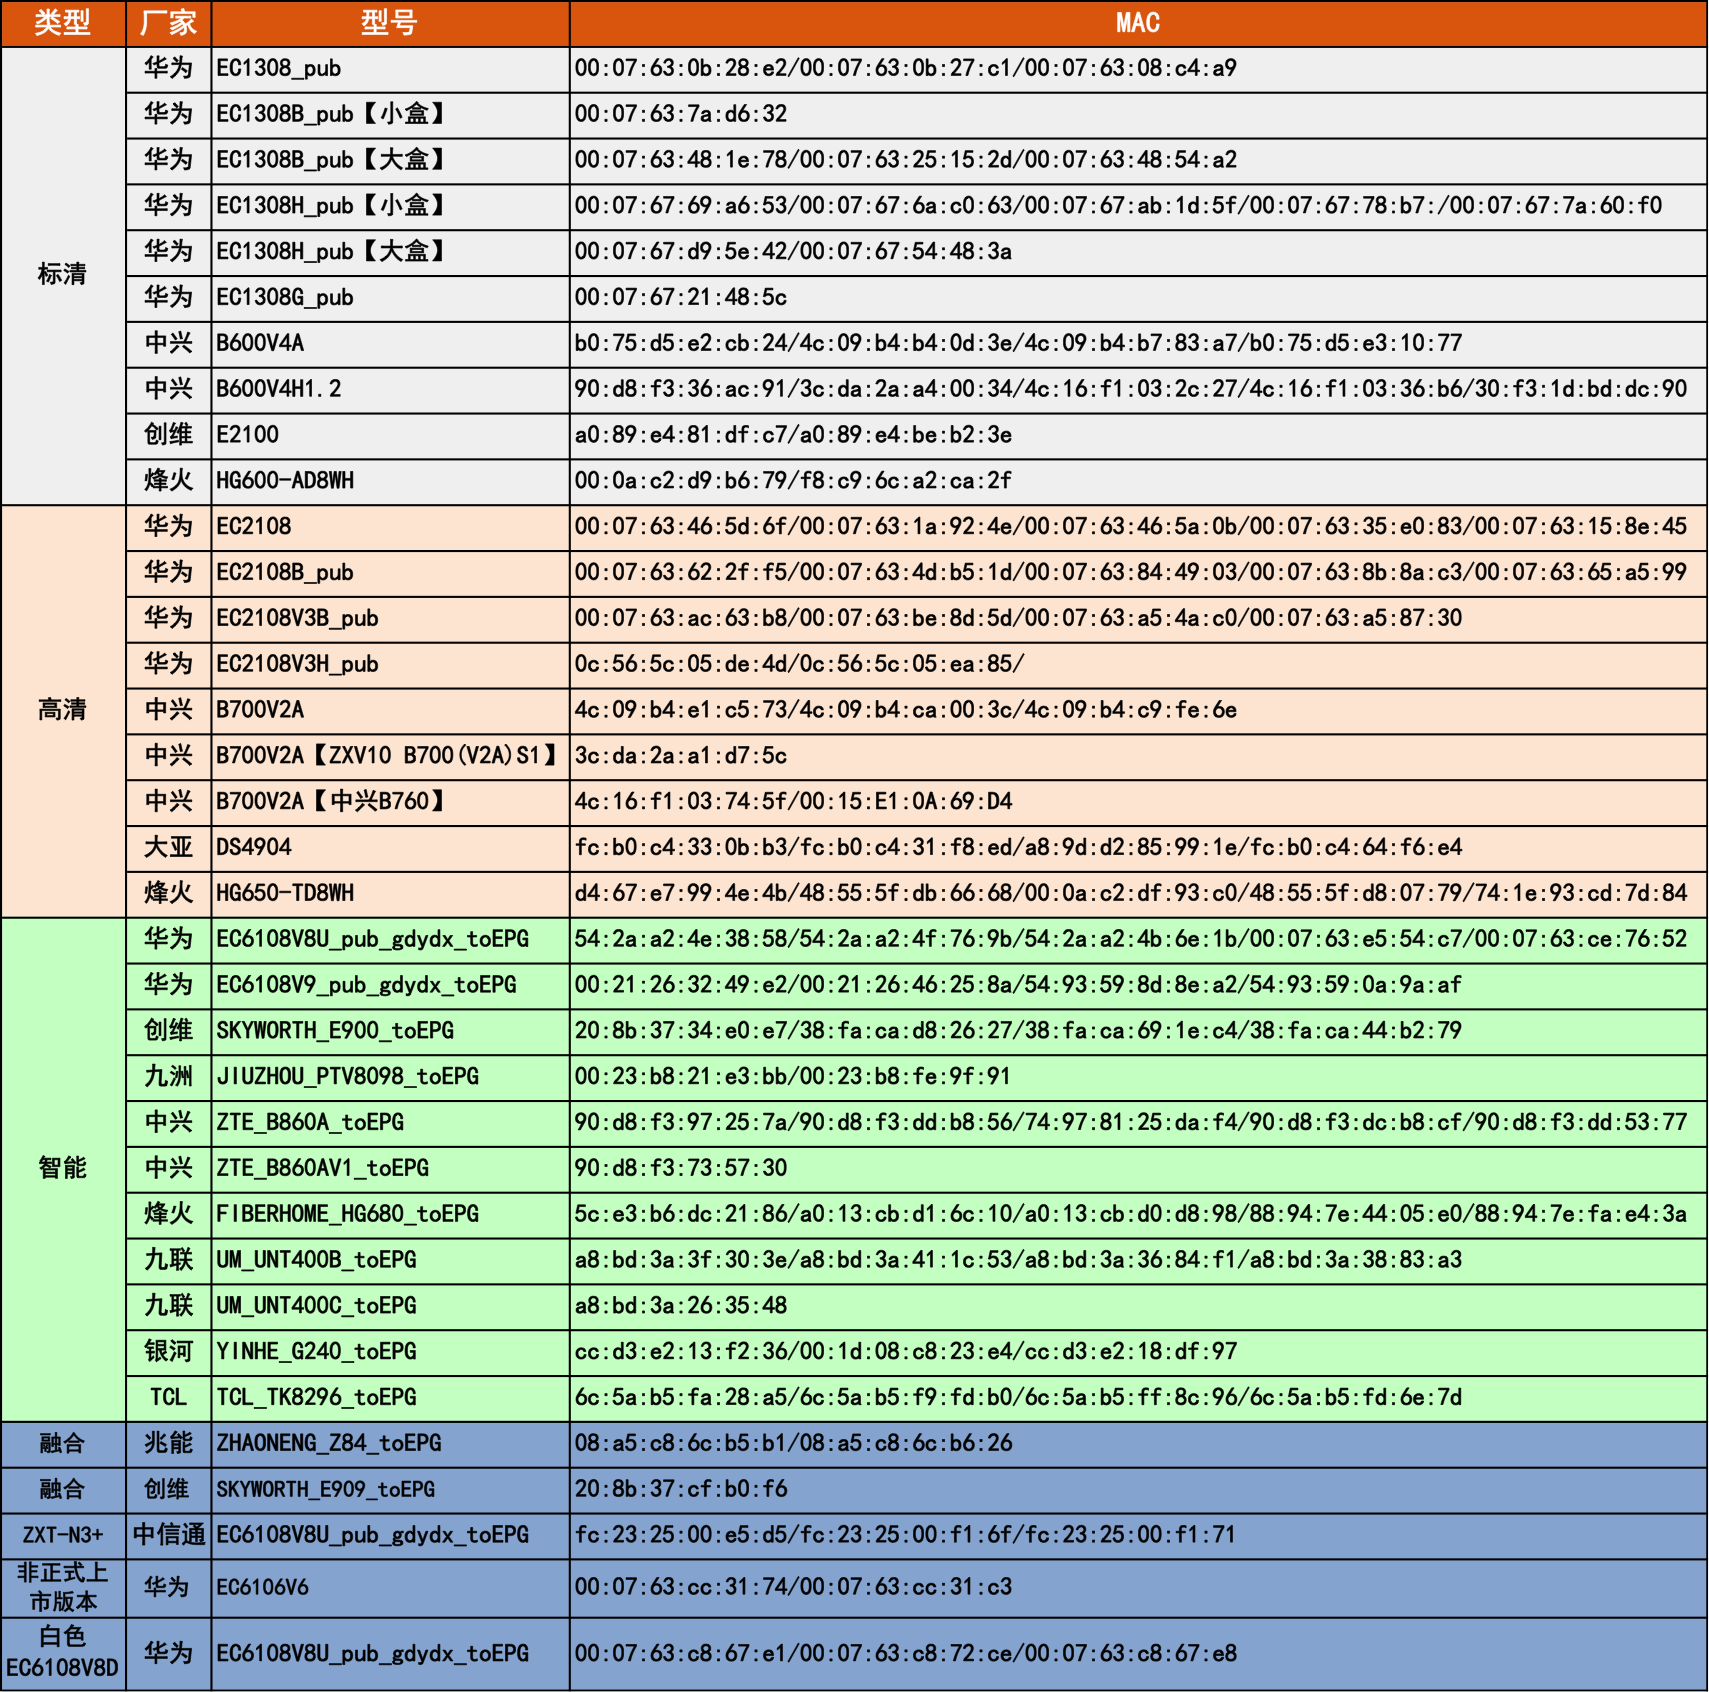 类型 厂家 型号 MAC
标清
华为 EC1308_pub 00:07:63:0b:28:e2/00:07:63:0b:27:c1/00:07:63:08:c4:a9
华为 EC1308B_pub【小盒】 00:07:63:7a:d6:32
华为 EC1308B_pub【大盒】 00:07:63:48:1e:78/00:07:63:25:15:2d/00:07:63:48:54:a2
华为 EC1308H_pub【小盒】 00:07:67:69:a6:53/00:07:67:6a:c0:63/00:07:67:ab:1d:5f/00:07:67:78:b7:/00:07:67:7a:60:f0
华为 EC1308H_pub【大盒】 00:07:67:d9:5e:42/00:07:67:54:48:3a
华为 EC1308G_pub 00:07:67:21:48:5c
中兴 B600V4A b0:75:d5:e2:cb:24/4c:09:b4:b4:0d:3e/4c:09:b4:b7:83:a7/b0:75:d5:e3:10:77
中兴 B600V4H1.2 90:d8:f3:36:ac:91/3c:da:2a:a4:00:34/4c:16:f1:03:2c:27/4c:16:f1:03:36:b6/30:f3:1d:bd:dc:90
创维 E2100 a0:89:e4:81:df:c7/a0:89:e4:be:b2:3e
烽火 HG600-AD8WH 00:0a:c2:d9:b6:79/f8:c9:6c:a2:ca:2f
高清
华为 EC2108 00:07:63:46:5d:6f/00:07:63:1a:92:4e/00:07:63:46:5a:0b/00:07:63:35:e0:83/00:07:63:15:8e:45
华为 EC2108B_pub 00:07:63:62:2f:f5/00:07:63:4d:b5:1d/00:07:63:84:49:03/00:07:63:8b:8a:c3/00:07:63:65:a5:99
华为 EC2108V3B_pub 00:07:63:ac:63:b8/00:07:63:be:8d:5d/00:07:63:a5:4a:c0/00:07:63:a5:87:30
华为 EC2108V3H_pub 0c:56:5c:05:de:4d/0c:56:5c:05:ea:85/
中兴 B700V2A 4c:09:b4:e1:c5:73/4c:09:b4:ca:00:3c/4c:09:b4:c9:fe:6e
中兴 B700V2A【ZXV10 B700(V2A)S1】 3c:da:2a:a1:d7:5c
中兴 B700V2A【中兴B760】 4c:16:f1:03:74:5f/00:15:E1:0A:69:D4
大亚 DS4904 fc:b0:c4:33:0b:b3/fc:b0:c4:31:f8:ed/a8:9d:d2:85:99:1e/fc:b0:c4:64:f6:e4
烽火 HG650-TD8WH d4:67:e7:99:4e:4b/48:55:5f:db:66:68/00:0a:c2:df:93:c0/48:55:5f:d8:07:79/74:1e:93:cd:7d:84
智能
华为 EC6108V8U_pub_gdydx_toEPG 54:2a:a2:4e:38:58/54:2a:a2:4f:76:9b/54:2a:a2:4b:6e:1b/00:07:63:e5:54:c7/00:07:63:ce:76:52
华为 EC6108V9_pub_gdydx_toEPG 00:21:26:32:49:e2/00:21:26:46:25:8a/54:93:59:8d:8e:a2/54:93:59:0a:9a:af
创维 SKYWORTH_E900_toEPG 20:8b:37:34:e0:e7/38:fa:ca:d8:26:27/38:fa:ca:69:1e:c4/38:fa:ca:44:b2:79
九洲 JIUZHOU_PTV8098_toEPG 00:23:b8:21:e3:bb/00:23:b8:fe:9f:91
中兴 ZTE_B860A_toEPG 90:d8:f3:97:25:7a/90:d8:f3:dd:b8:56/74:97:81:25:da:f4/90:d8:f3:dc:b8:cf/90:d8:f3:dd:53:77
中兴 ZTE_B860AV1_toEPG 90:d8:f3:73:57:30
烽火 FIBERHOME_HG680_toEPG 5c:e3:b6:dc:21:86/a0:13:cb:d1:6c:10/a0:13:cb:d0:d8:98/88:94:7e:44:05:e0/88:94:7e:fa:e4:3a
九联 UM_UNT400B_toEPG a8:bd:3a:3f:30:3e/a8:bd:3a:41:1c:53/a8:bd:3a:36:84:f1/a8:bd:3a:38:83:a3
九联 UM_UNT400C_toEPG a8:bd:3a:26:35:48
银河 YINHE_G240_toEPG cc:d3:e2:13:f2:36/00:1d:08:c8:23:e4/cc:d3:e2:18:df:97
TCL TCL_TK8296_toEPG 6c:5a:b5:fa:28:a5/6c:5a:b5:f9:fd:b0/6c:5a:b5:ff:8c:96/6c:5a:b5:fd:6e:7d
融合 兆能 ZHAONENG_Z84_toEPG 08:a5:c8:6c:b5:b1/08:a5:c8:6c:b6:26
融合 创维 SKYWORTH_E909_toEPG 20:8b:37:cf:b0:f6
ZXT-N3+ 中信通 EC6108V8U_pub_gdydx_toEPG fc:23:25:00:e5:d5/fc:23:25:00:f1:6f/fc:23:25:00:f1:71
非正式上
市版本
华为 EC6106V6 00:07:63:cc:31:74/00:07:63:cc:31:c3
白色
EC6108V8D
华为 EC6108V8U_pub_gdydx_toEPG 00:07:63:c8:67:e1/00:07:63:c8:72:ce/00:07:63:c8:67:e8